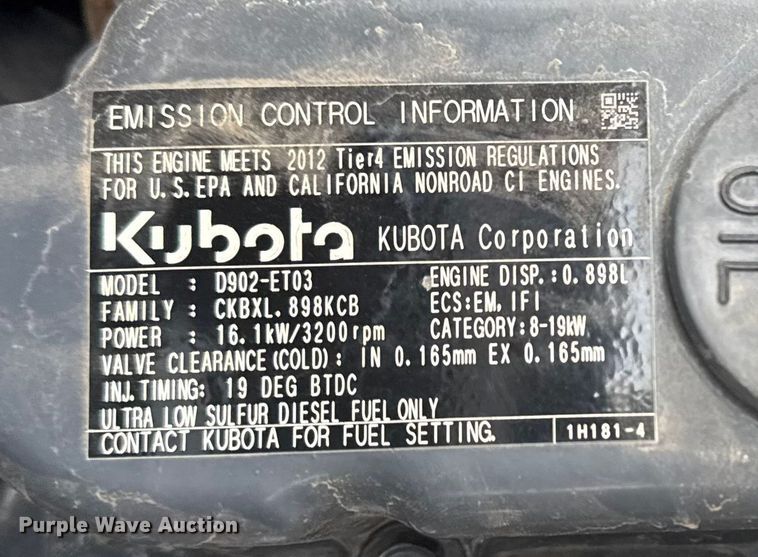 EMISSION CONTROL INFORMATION
THIS ENGINE MEETS 2012 Tier4 EMISSION REGULATIONS
FOR U.S.EPA AND CALIFORNIA NONROAD CI ENGINES.
Kubota KUBOTA Corporation
MODEL : D902-ET03 ENGINE DISP.:0.898L
FAMILY : CKBXL.898KCB ECS:EM,IFI
POWER : 16.1kW/3200rpm CATEGORY:8-19kW
VALVE CLEARANCE(COLD): IN 0.165mm EX 0.165mm
INJ.TIMING: 19 DEG BTDC
ULTRA LOW SULFUR DIESEL FUEL ONLY
CONTACT KUBOTA FOR FUEL SETTING. 1H181-4
OIL
Purple Wave Auction